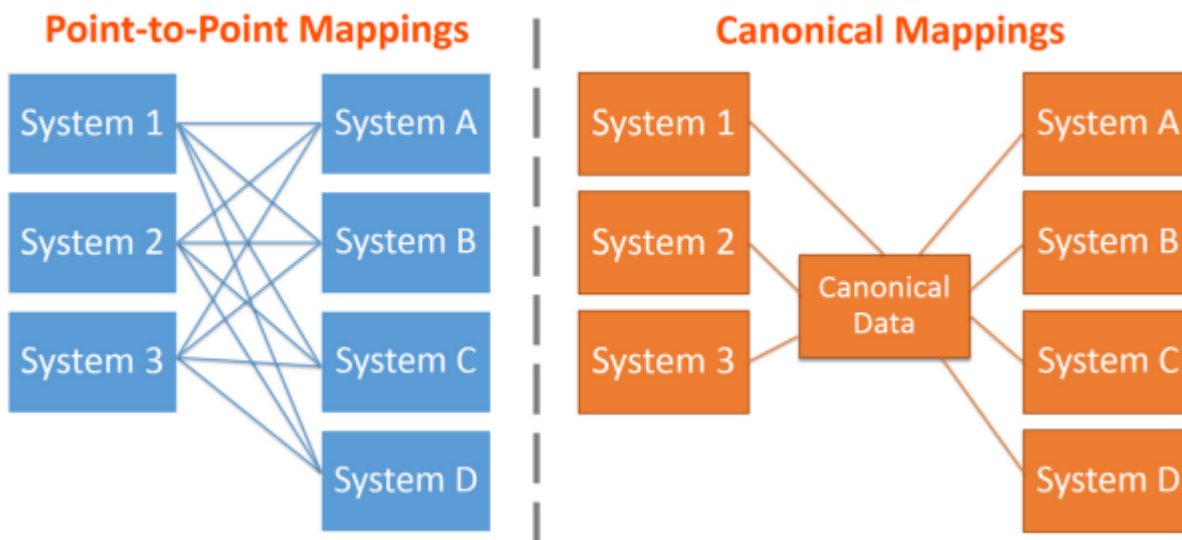 Point-to-Point Mappings
System 1
System A
System 2
System B
System 3
System C
System D
Canonical Mappings
System 1
System A
System 2
System B
Canonical
Data
System 3
System C
System D